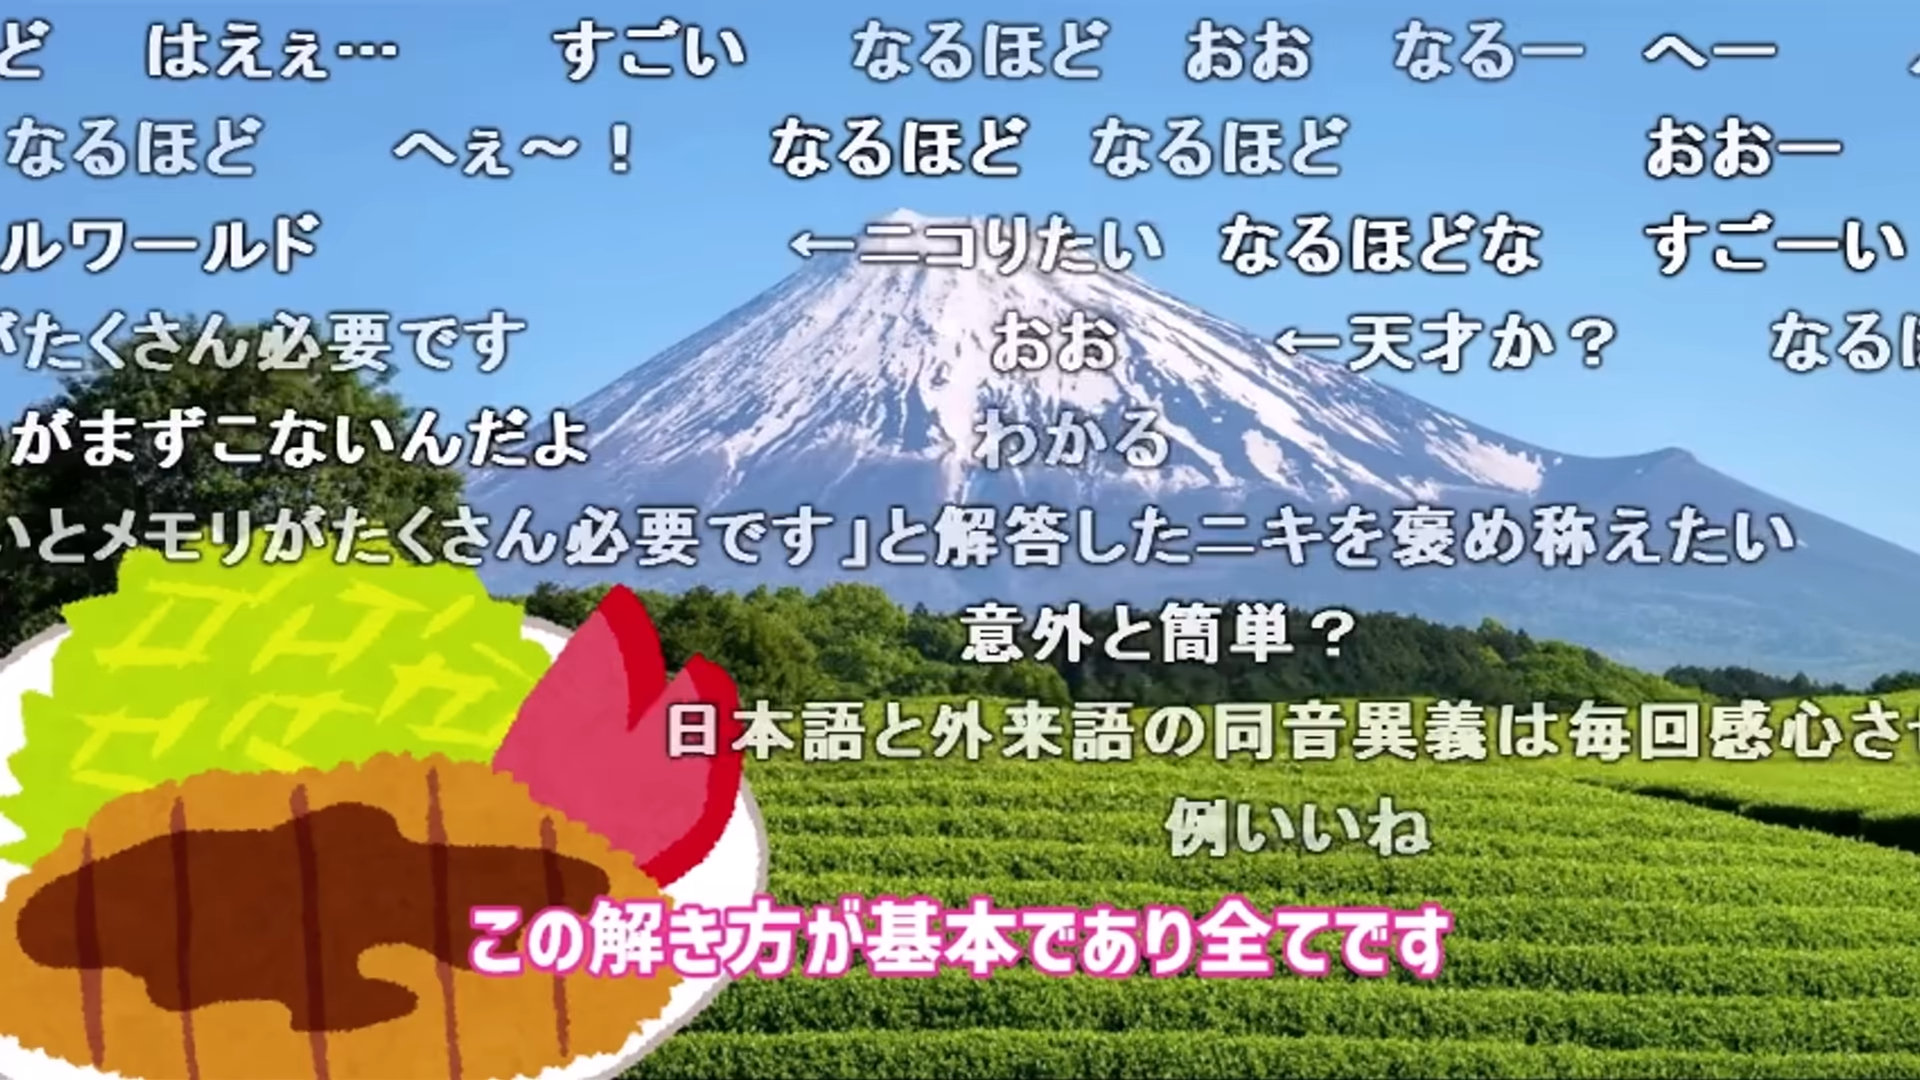 ど はえぇ… すごい なるほど おお なるー へー
なるほど へぇ～！ なるほど なるほど おおー
ルワールド ←ニコりたい なるほどな すごーい
がたくさん必要です おお ←天才か？ なるほ
がまずこないんだよ わかる
いとメモリがたくさん必要です」と解答したニキを褒め称えたい
意外と簡単？
日本語と外来語の同音異義は毎回感心させ
例いいね
この解き方が基本であり全てです